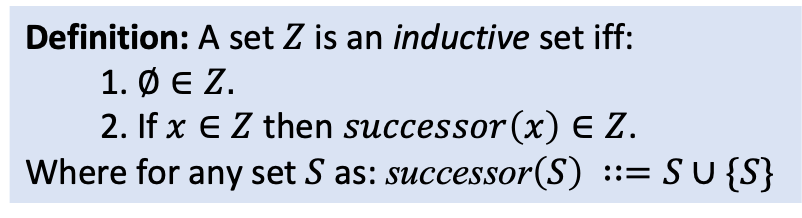 Definition: A set Z is an inductive set iff:
1. Ø ∈ Z.
2. If x ∈ Z then successor(x) ∈ Z.
Where for any set S as: successor(S) ::= S ∪ {S}